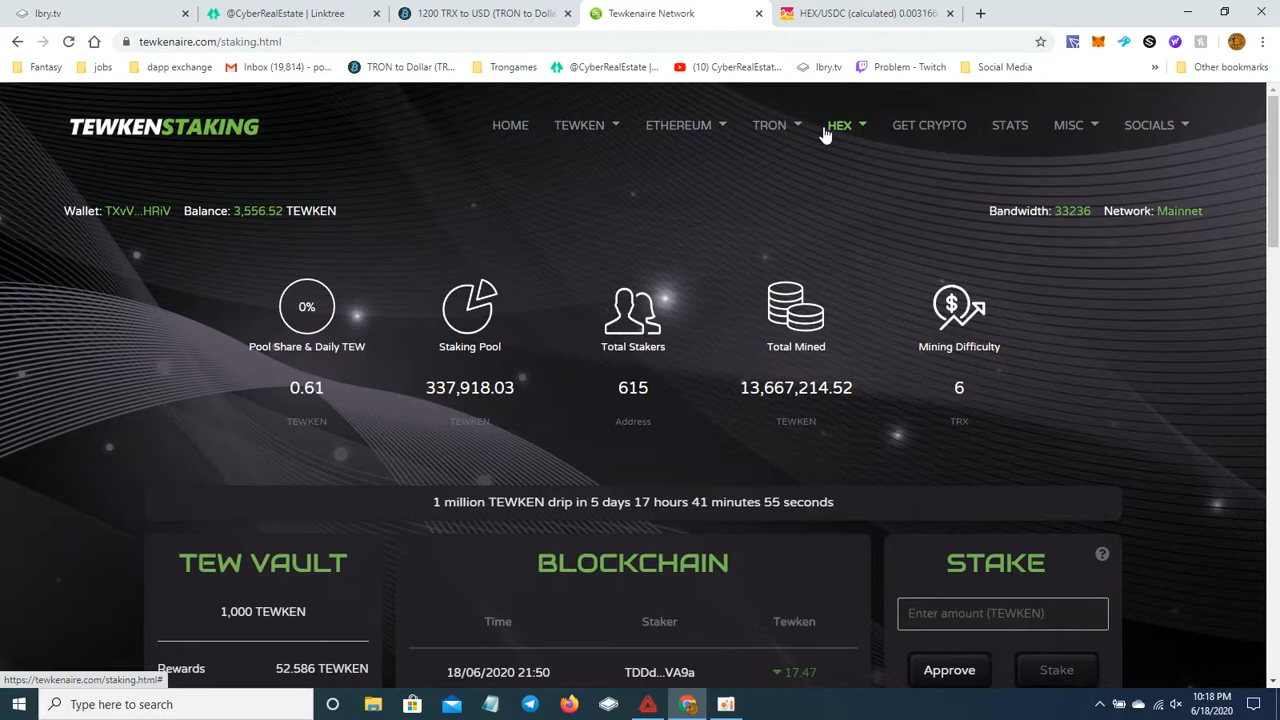 lbry.tv
@CyberRealEstate | Linktree
1200 TRX to USD (TRON to Dolla
Tewkenaire Network
HEX/USDC (calculated) 0.003166
tewkenaire.com/staking.html
Fantasy
jobs
dapp exchange
Inbox (19,814) - po...
TRON to Dollar (TR...
Trongames
@CyberRealEstate |...
(10) CyberRealEstat...
lbry.tv
Problem - Twitch
Social Media
»
Other bookmarks
TEWKENSTAKING
HOME
TEWKEN
ETHEREUM
TRON
HEX
GET CRYPTO
STATS
MISC
SOCIALS
Wallet: TXvV...HRiV Balance: 3,556.52 TEWKEN
Bandwidth: 33236 Network: Mainnet
0%
Pool Share & Daily TEW
Staking Pool
Total Stakers
Total Mined
Mining Difficulty
0.61
337,918.03
615
13,667,214.52
6
TEWKEN
TEWKEN
Address
TEWKEN
TRX
1 million TEWKEN drip in 5 days 17 hours 41 minutes 55 seconds
TEW VAULT
BLOCKCHAIN
STAKE
?
1,000 TEWKEN
Time
Staker
Tewken
Enter amount (TEWKEN)
Rewards
52.586 TEWKEN
18/06/2020 21:50
TDDd...VA9a
17.47
Approve
Stake
https://tewkenaire.com/staking.html#
Type here to search
10:18 PM
6/18/2020